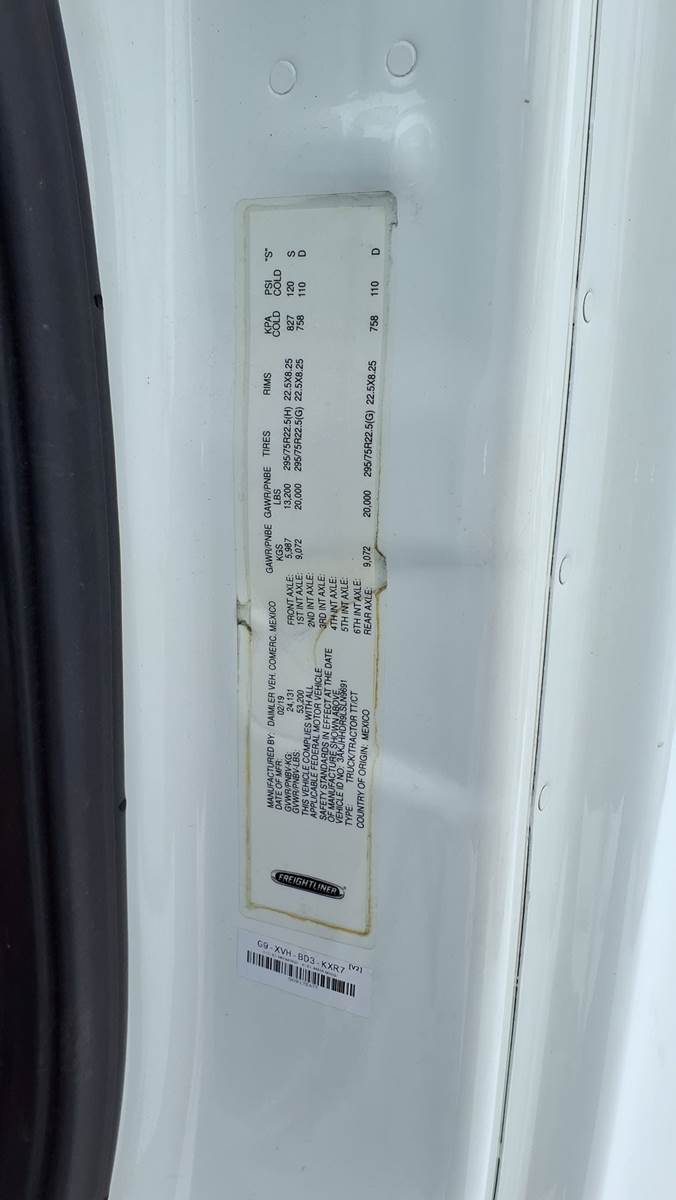 FREIGHTLINER
MANUFACTURED BY: DAIMLER VEH. COMERC. MEXICO
DATE OF MFR: 02/19
GVWR/PNBV-KG: 24,131
GVWR/PNBV-LBS: 53,200
THIS VEHICLE COMPLIES WITH ALL
APPLICABLE FEDERAL MOTOR VEHICLE
SAFETY STANDARDS IN EFFECT AT THE DATE
OF MANUFACTURE SHOWN ABOVE.
VEHICLE ID NO: 3AKJHHDR9LSLN9691
TYPE: TRUCK/TRACTOR TT/CT
COUNTRY OF ORIGIN: MEXICO
GAWR/PNBE KGS GAWR/PNBE LBS TIRES RIMS KPA COLD PSI COLD "S"
FRONT AXLE: 5,987 13,200 295/75R22.5(H) 22.5X8.25 827 120 S
1ST INT AXLE: 9,072 20,000 295/75R22.5(G) 22.5X8.25 758 110 D
2ND INT AXLE:
3RD INT AXLE:
4TH INT AXLE:
5TH INT AXLE:
6TH INT AXLE:
REAR AXLE: 9,072 20,000 295/75R22.5(G) 22.5X8.25 758 110 D
G9-XVH-BD3-KXR7 [V3]